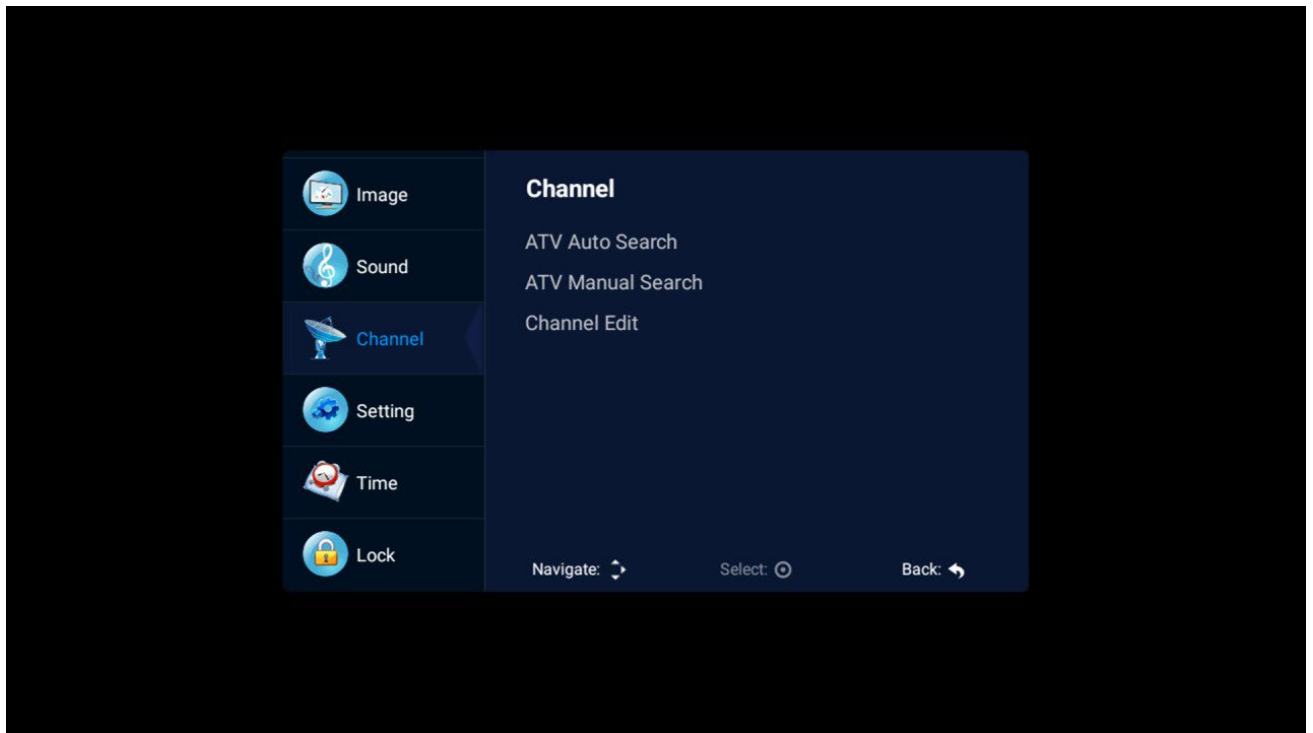 Image
Sound
Channel
Setting
Time
Lock
Channel
ATV Auto Search
ATV Manual Search
Channel Edit
Navigate: Select: Back: